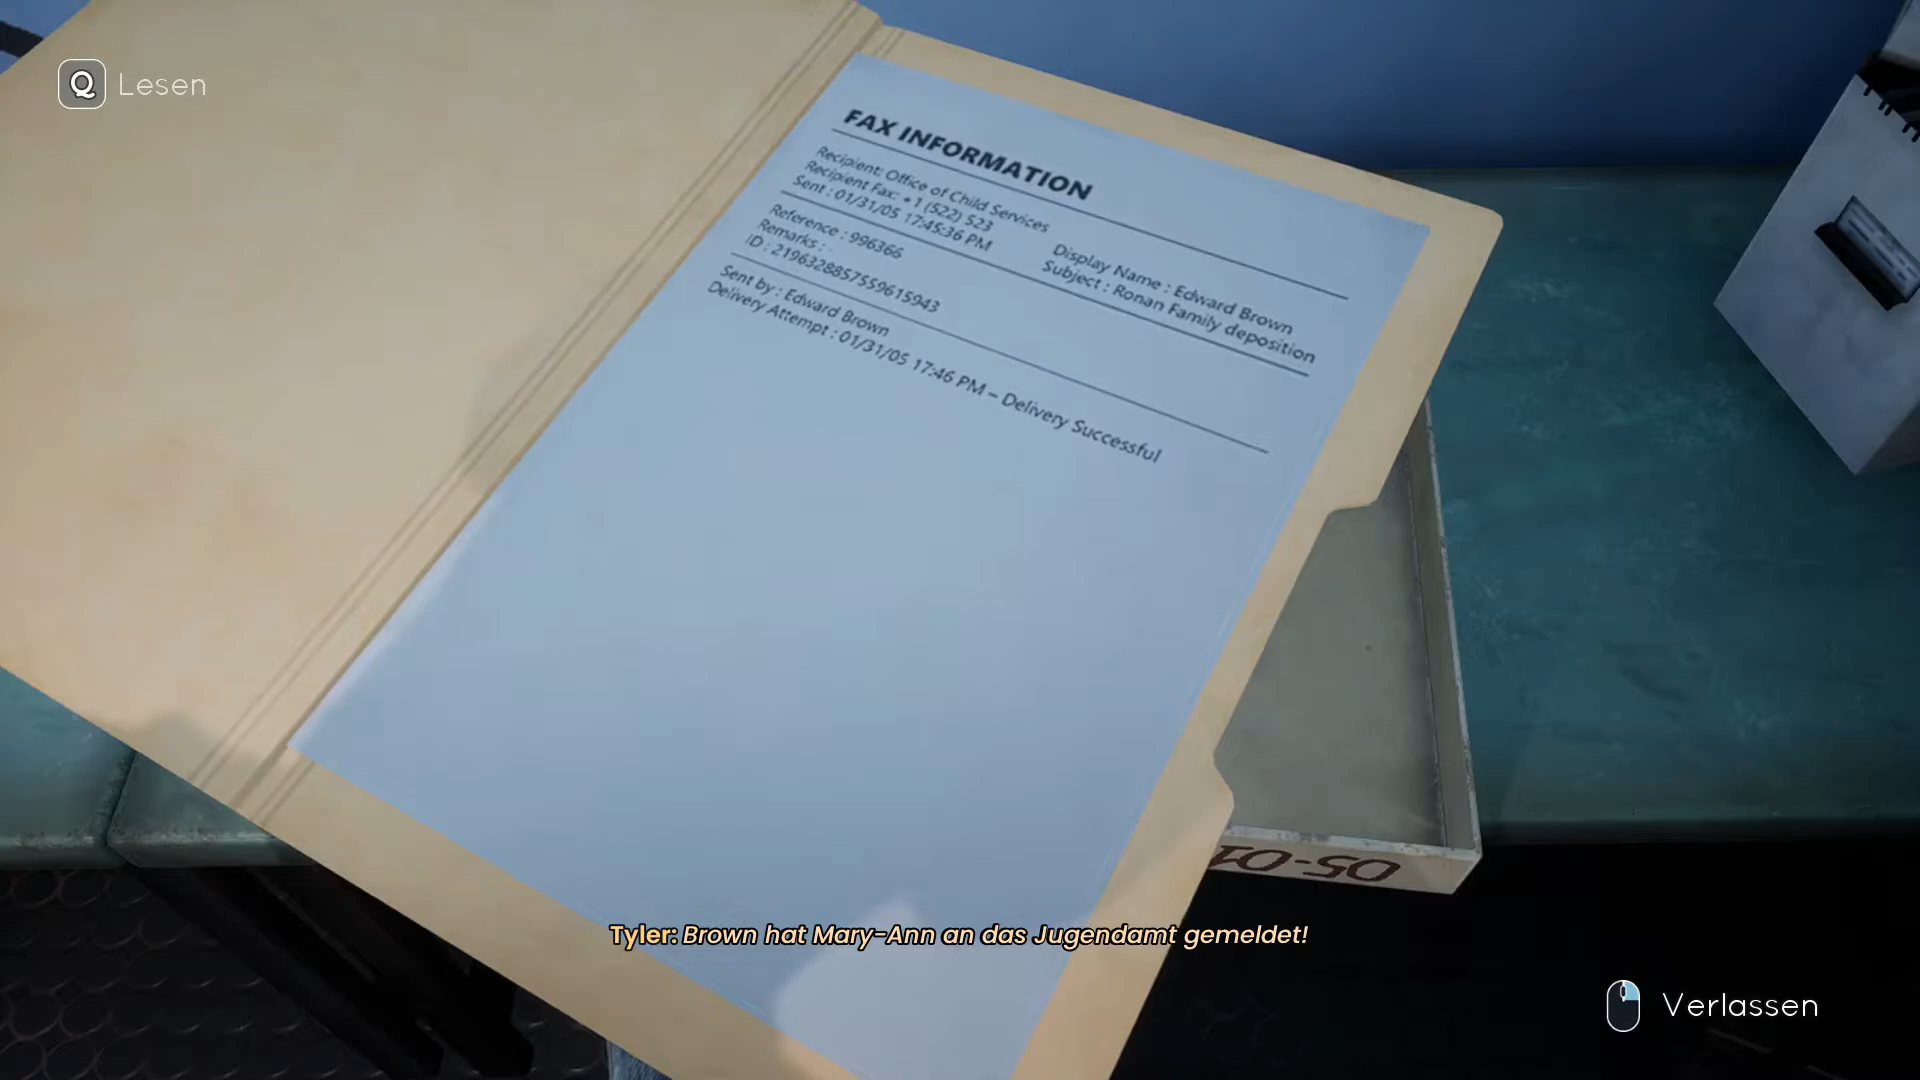 Q Lesen
FAX INFORMATION
Recipient: Office of Child Services
Recipient Fax: +1 (522) 523
Sent : 01/31/05 17:45:36 PM
Display Name : Edward Brown
Subject : Ronan Family deposition
Reference : 996366
Remarks : -
ID : 2196328857559615943
Sent by : Edward Brown
Delivery Attempt : 01/31/05 17:46 PM – Delivery Successful
05-01
Tyler: Brown hat Mary-Ann an das Jugendamt gemeldet!
Verlassen